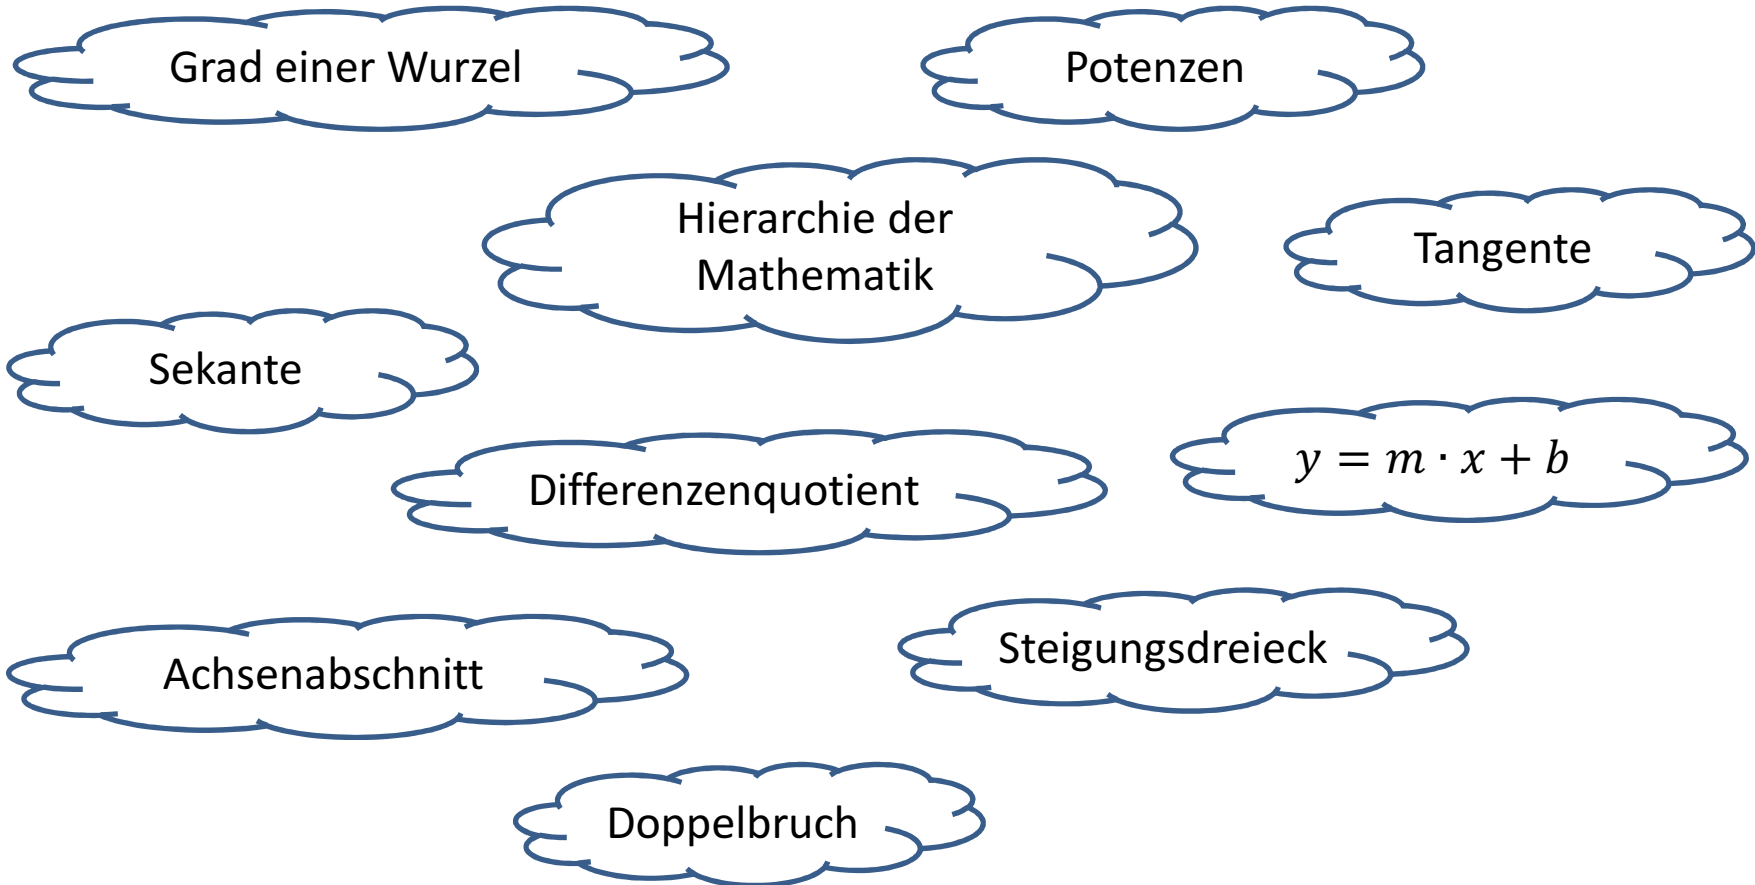 Grad einer Wurzel
Potenzen
Hierarchie der
Mathematik
Tangente
Sekante
Differenzenquotient
y = m · x + b
Achsenabschnitt
Steigungsdreieck
Doppelbruch